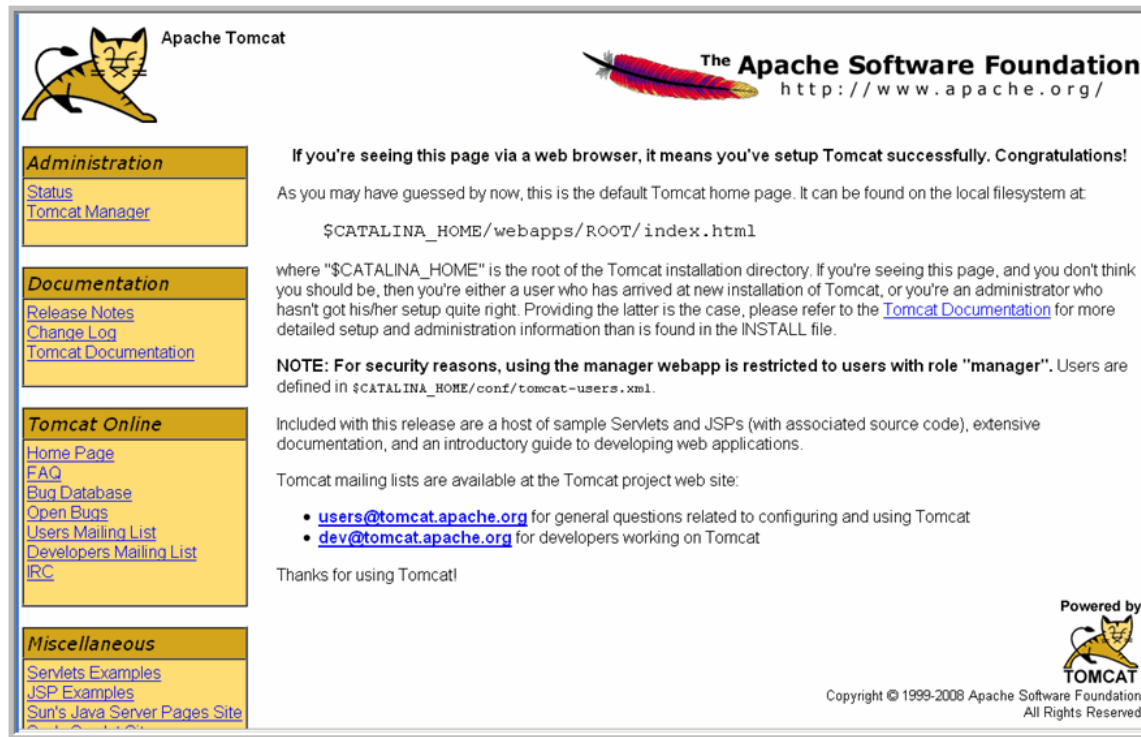 Apache Tomcat
The Apache Software Foundation
http://www.apache.org/
Administration
Status
Tomcat Manager
Documentation
Release Notes
Change Log
Tomcat Documentation
Tomcat Online
Home Page
FAQ
Bug Database
Open Bugs
Users Mailing List
Developers Mailing List
IRC
Miscellaneous
Servlets Examples
JSP Examples
Sun's Java Server Pages Site
If you're seeing this page via a web browser, it means you've setup Tomcat successfully. Congratulations!
As you may have guessed by now, this is the default Tomcat home page. It can be found on the local filesystem at:
$CATALINA_HOME/webapps/ROOT/index.html
where "$CATALINA_HOME" is the root of the Tomcat installation directory. If you're seeing this page, and you don't think
you should be, then you're either a user who has arrived at new installation of Tomcat, or you're an administrator who
hasn't got his/her setup quite right. Providing the latter is the case, please refer to the Tomcat Documentation for more
detailed setup and administration information than is found in the INSTALL file.
NOTE: For security reasons, using the manager webapp is restricted to users with role "manager". Users are
defined in $CATALINA_HOME/conf/tomcat-users.xml.
Included with this release are a host of sample Servlets and JSPs (with associated source code), extensive
documentation, and an introductory guide to developing web applications.
Tomcat mailing lists are available at the Tomcat project web site:
• users@tomcat.apache.org for general questions related to configuring and using Tomcat
• dev@tomcat.apache.org for developers working on Tomcat
Thanks for using Tomcat!
Powered by
TOMCAT
Copyright © 1999-2008 Apache Software Foundation
All Rights Reserved